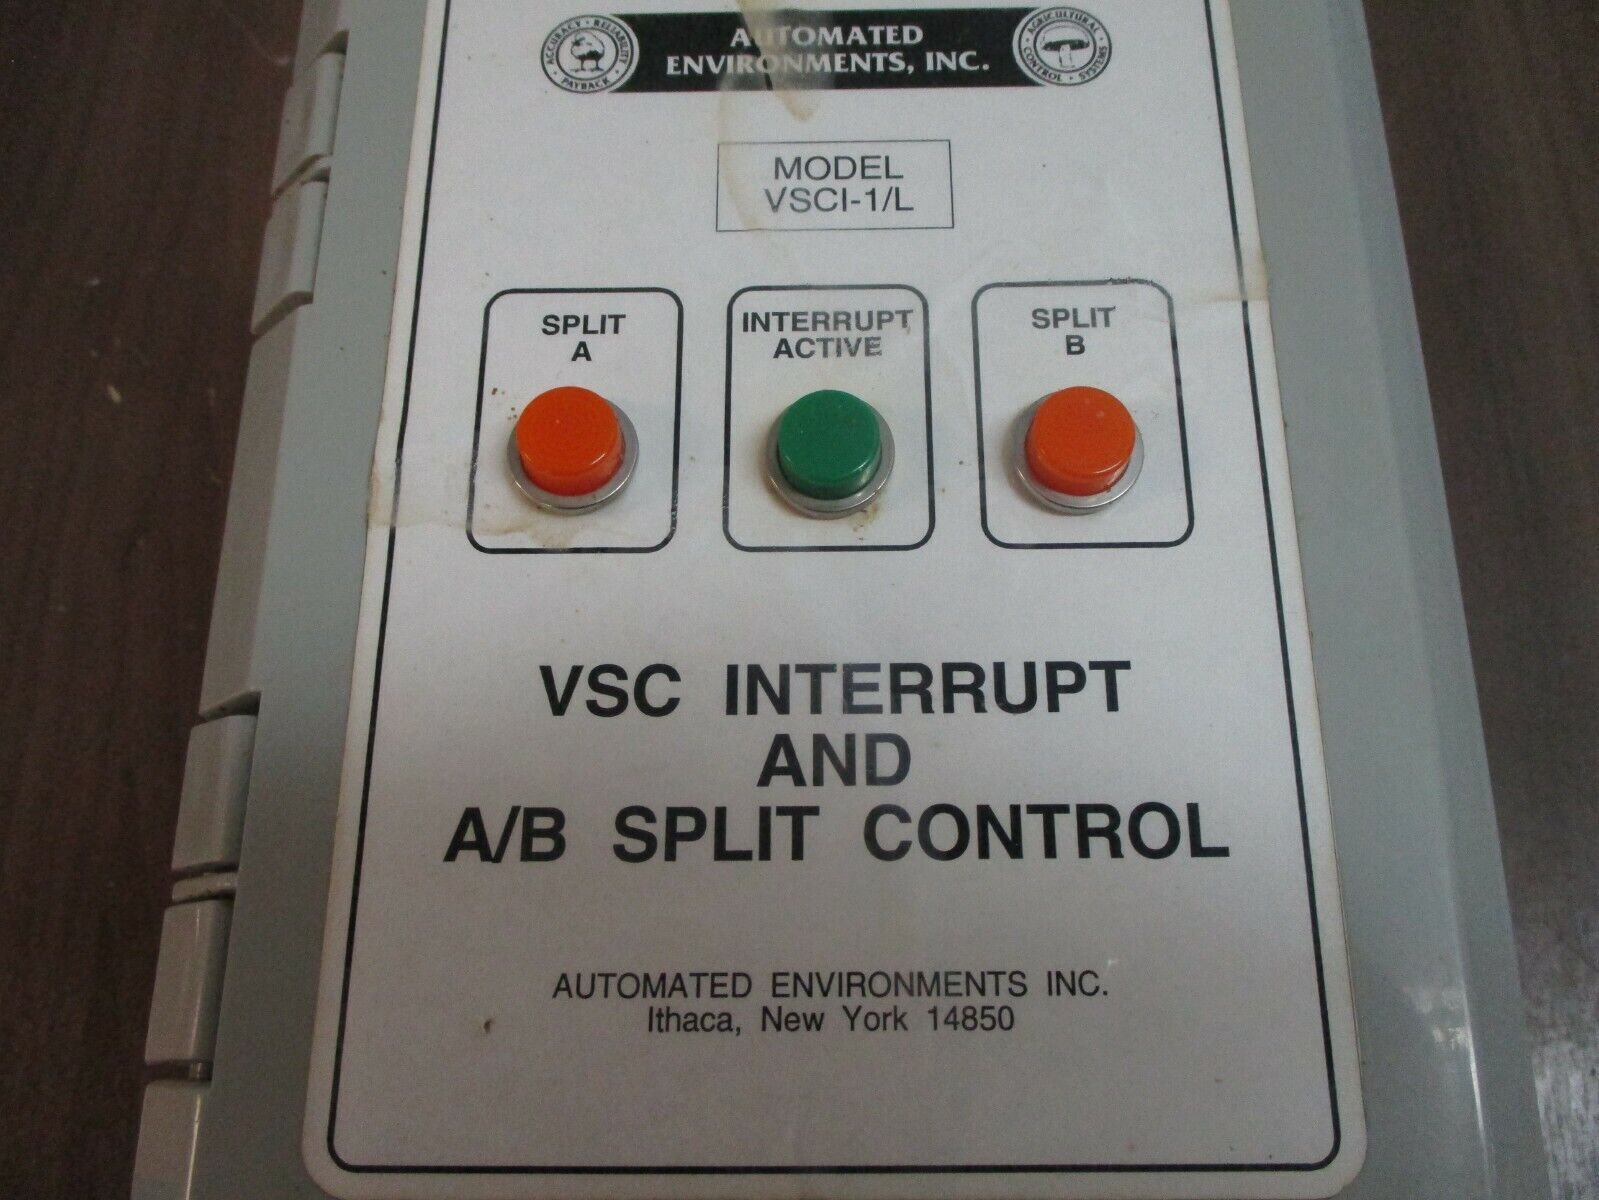 ACCURACY · RELIABILITY · PAYBACK ·
AUTOMATED
ENVIRONMENTS, INC.
AGRICULTURAL · CONTROL · SYSTEMS ·
MODEL
VSCI-1/L
SPLIT
A
INTERRUPT
ACTIVE
SPLIT
B
VSC INTERRUPT
AND
A/B SPLIT CONTROL
AUTOMATED ENVIRONMENTS INC.
Ithaca, New York 14850